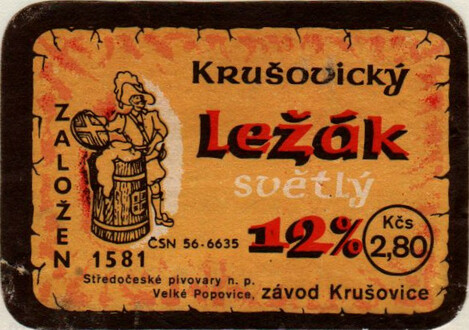 Krušovický
Ležák
světlý
12%
Kčs
2,80
ZALOŽEN
1581
ČSN 56-6635
Středočeské pivovary n. p.
Velké Popovice, závod Krušovice